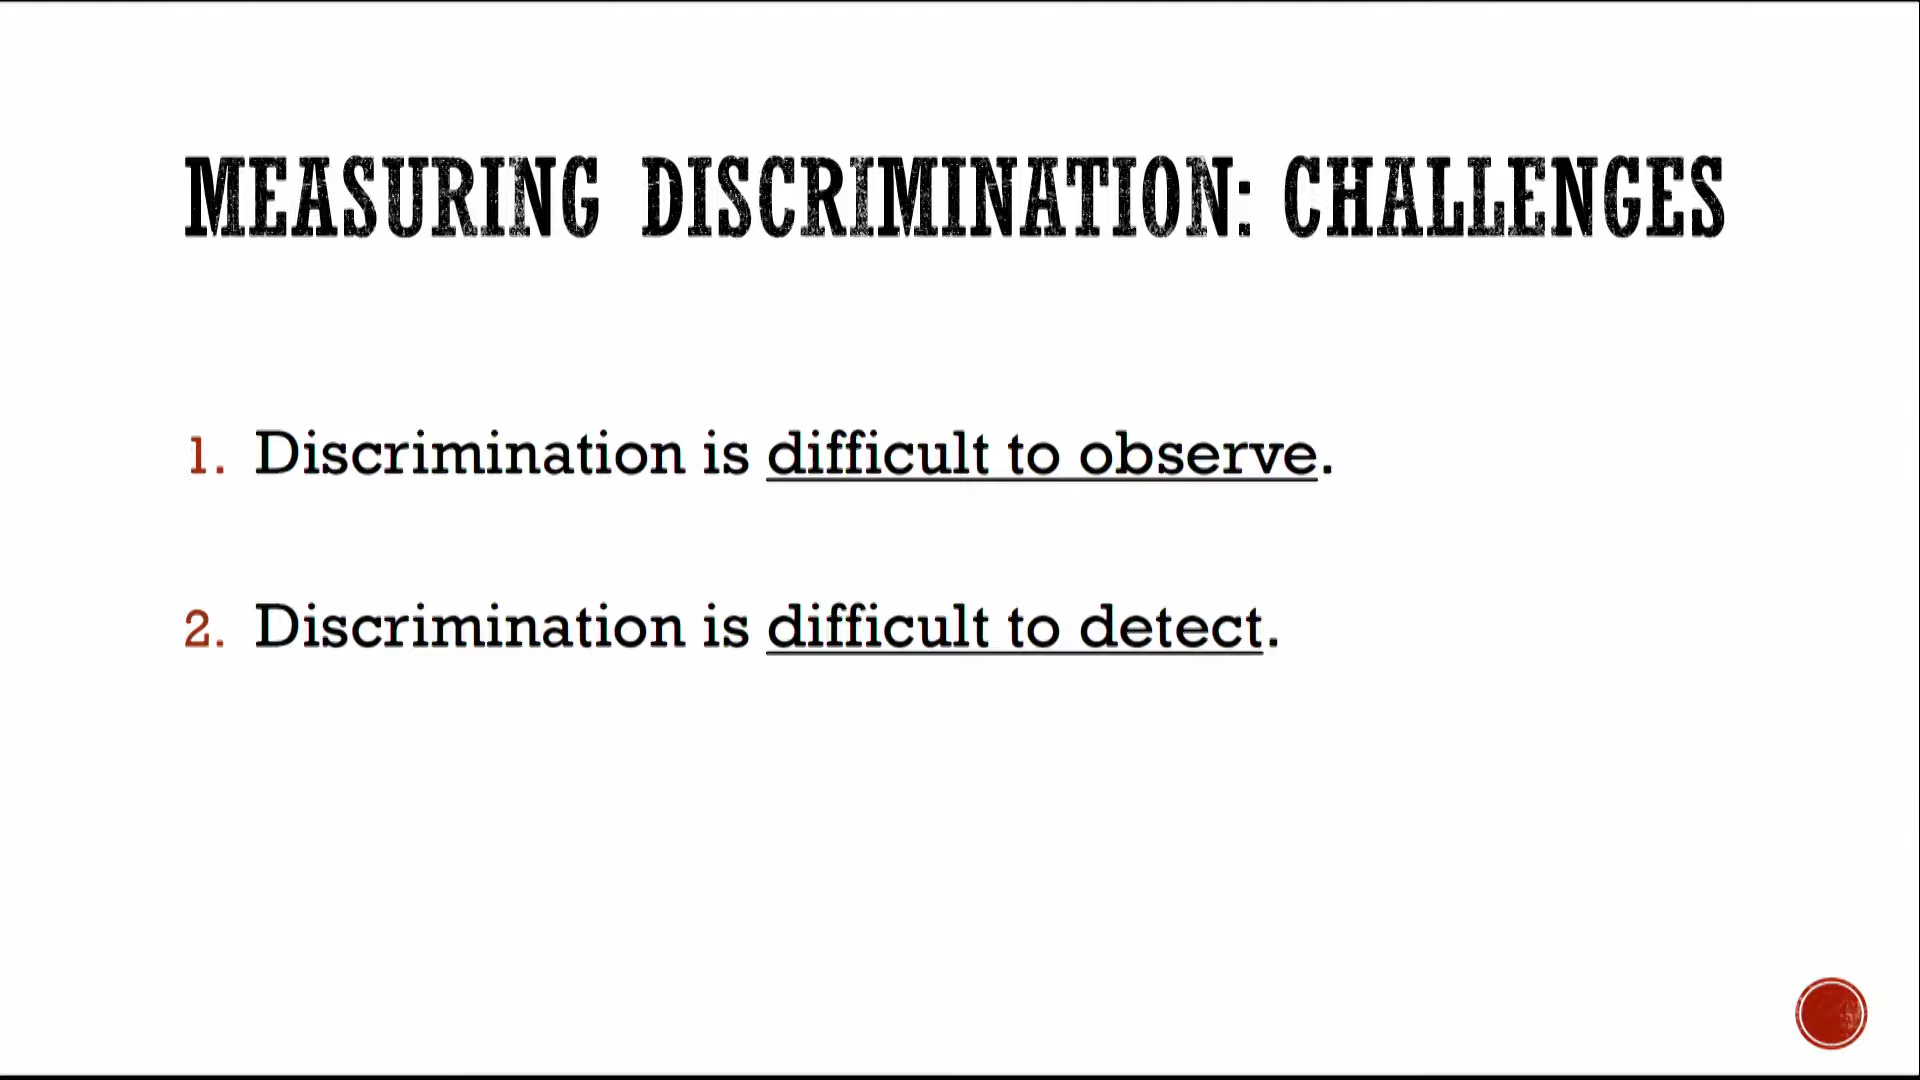 MEASURING DISCRIMINATION: CHALLENGES
1. Discrimination is difficult to observe.
2. Discrimination is difficult to detect.